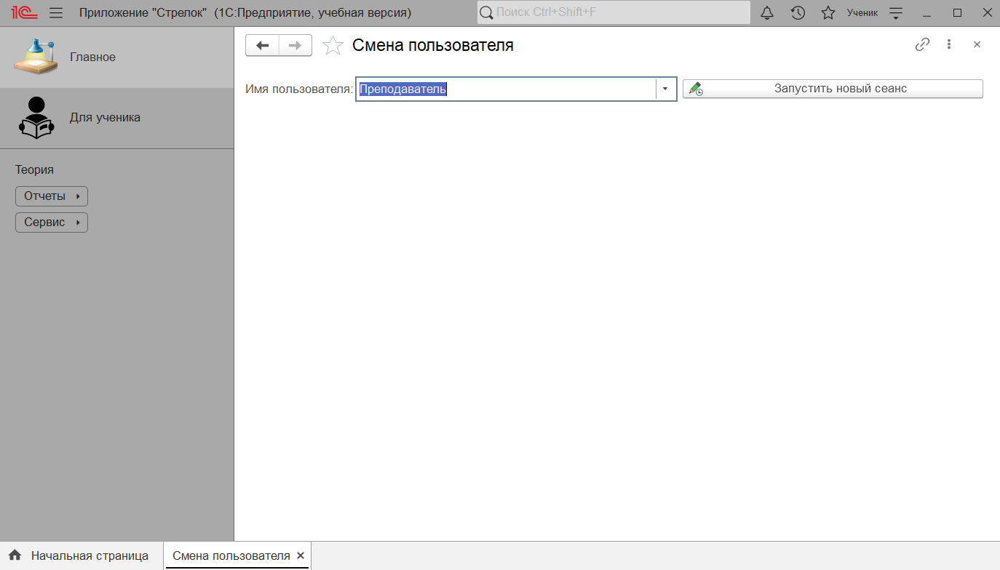 1С Приложение "Стрелок" (1С:Предприятие, учебная версия) Поиск Ctrl+Shift+F Ученик
Главное
Для ученика
Теория
Отчеты
Сервис
Смена пользователя
Имя пользователя: Преподаватель Запустить новый сеанс
Начальная страница Смена пользователя